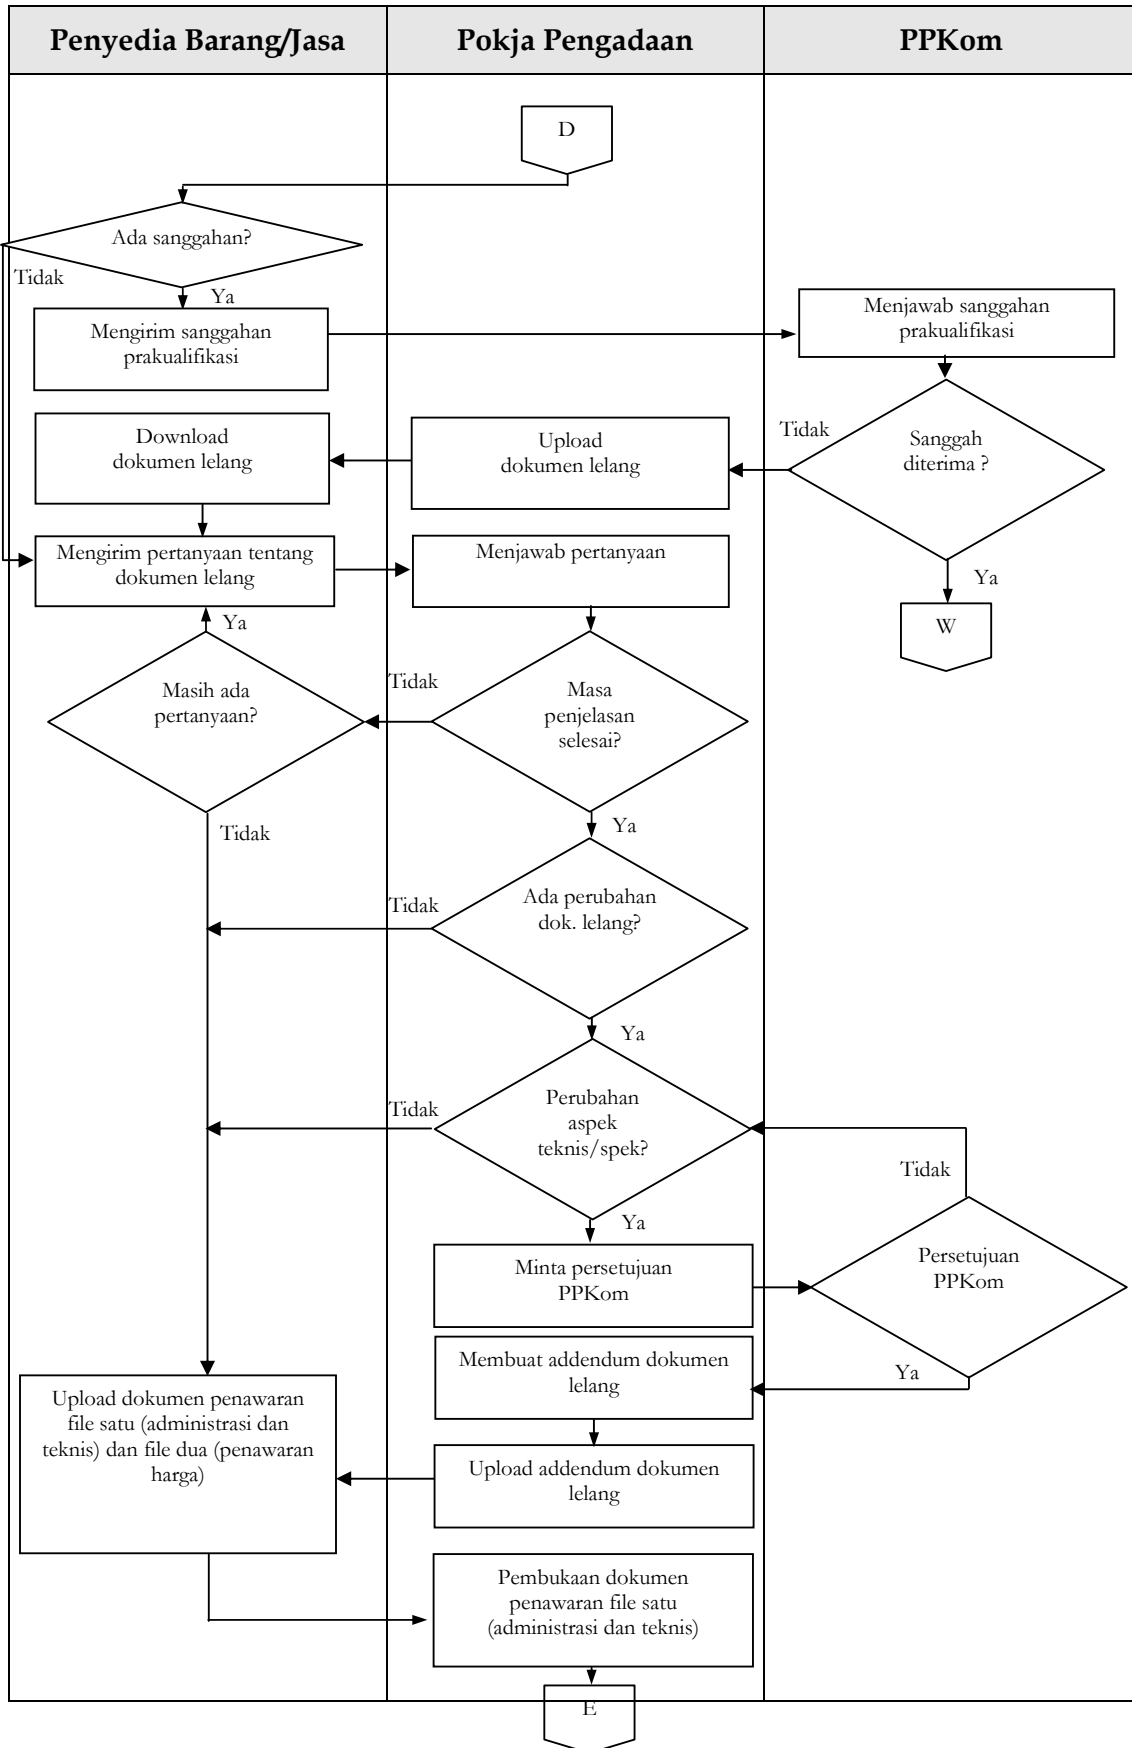 Penyedia Barang/Jasa
Pokja Pengadaan
PPKom
D
Ada sanggahan?
Tidak
Ya
Mengirim sanggahan
prakualifikasi
Menjawab sanggahan
prakualifikasi
Download
dokumen lelang
Upload
dokumen lelang
Tidak
Sanggah
diterima ?
Mengirim pertanyaan tentang
dokumen lelang
Menjawab pertanyaan
Ya
W
Ya
Masih ada
pertanyaan?
Tidak
Masa
penjelasan
selesai?
Tidak
Ya
Ada perubahan
dok. lelang?
Tidak
Ya
Perubahan
aspek
teknis/spek?
Tidak
Tidak
Ya
Minta persetujuan
PPKom
Persetujuan
PPKom
Membuat addendum dokumen
lelang
Ya
Upload dokumen penawaran
file satu (administrasi dan
teknis) dan file dua (penawaran
harga)
Upload addendum dokumen
lelang
Pembukaan dokumen
penawaran file satu
(administrasi dan teknis)
E